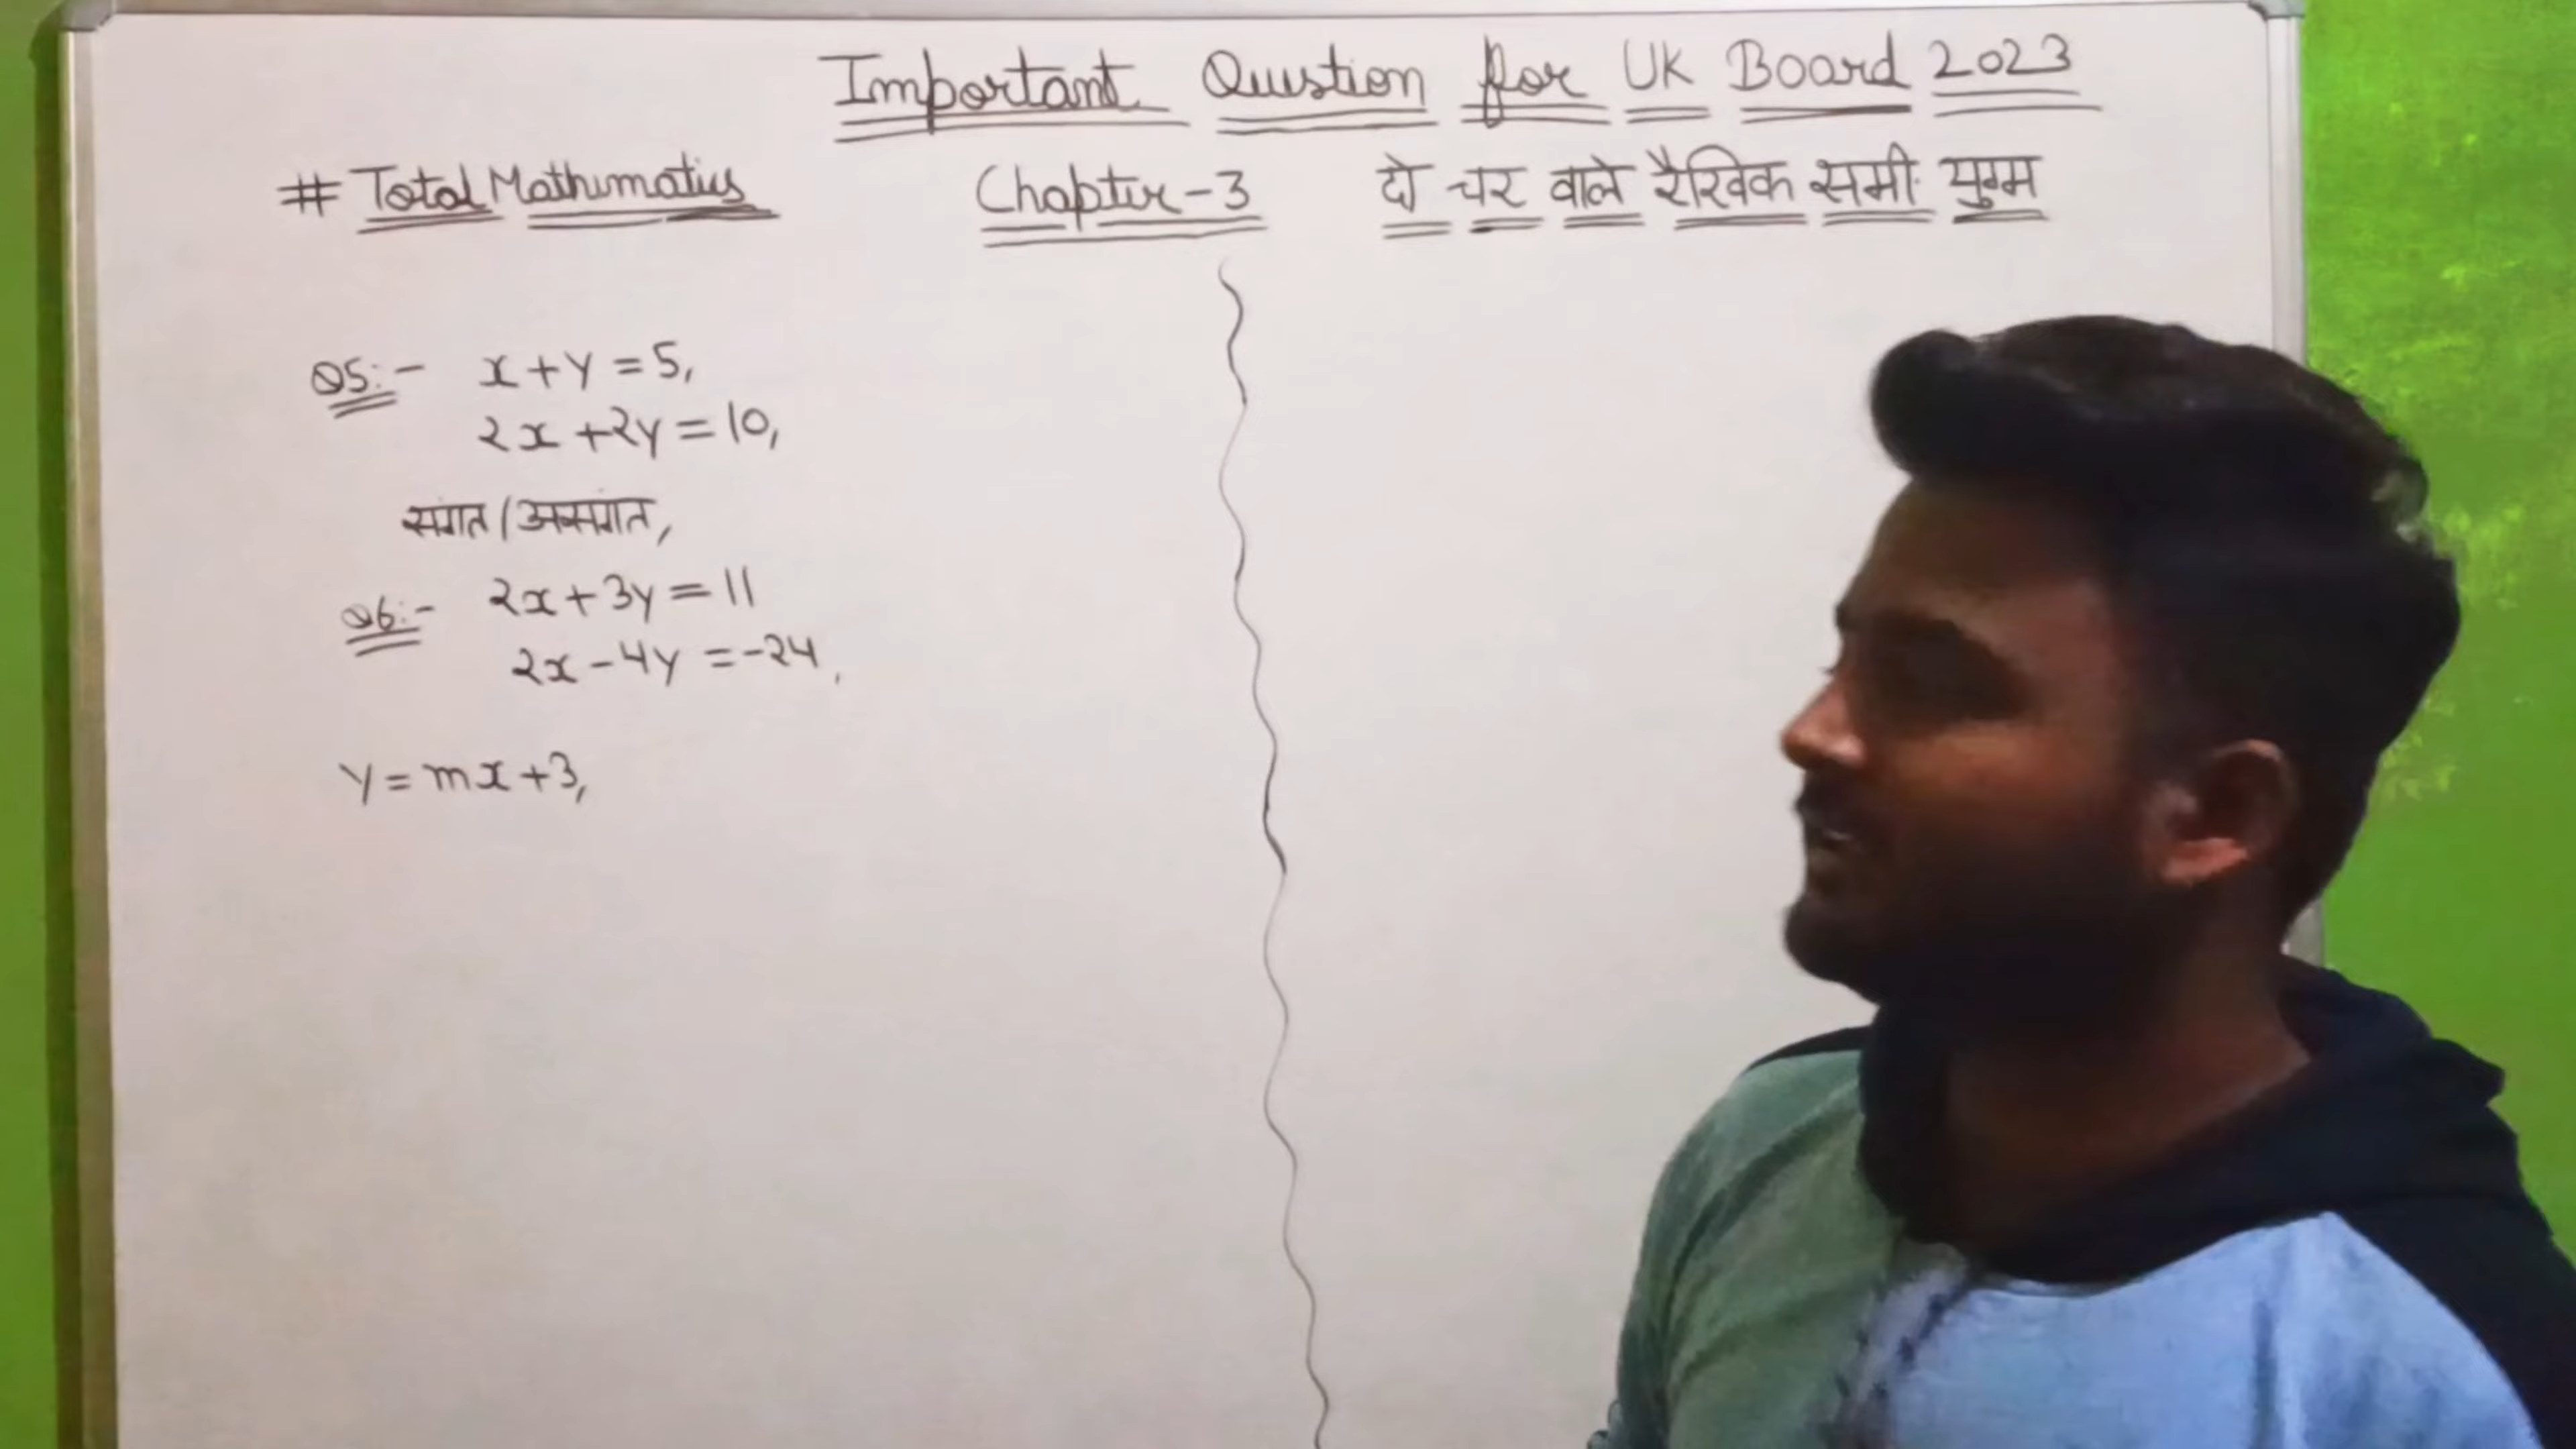 Important Question for UK Board 2023
# Total Mathematics Chapter-3 दो चर वाले रैखिक समी. युग्म
Q5:- x+y=5,
2x+2y=10,
संगत/असंगत,
Q6:- 2x+3y=11
2x-4y=-24,
y=mx+3,